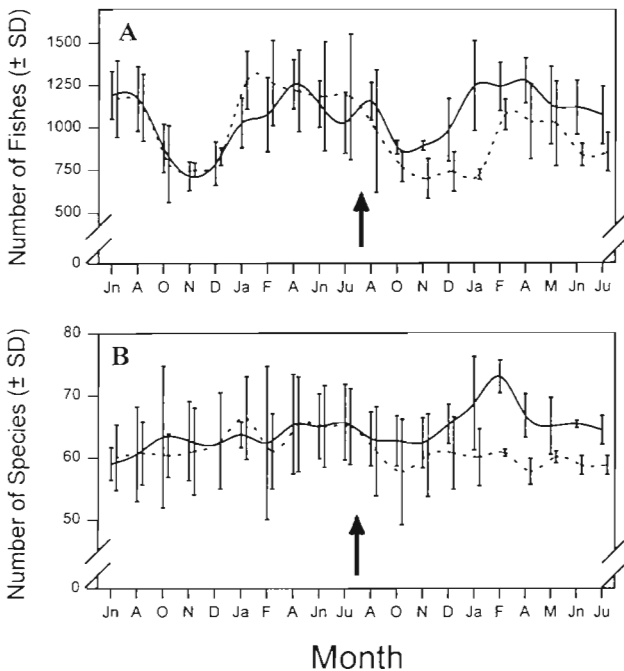 Number of Fishes (± SD)
A
1500
1250
1000
750
500
0
Jn A O N D Ja F A Jn Ju A O N D Ja F A M Jn Ju
Number of Species (± SD)
B
80
70
60
50
0
Jn A O N D Ja F A Jn Ju A O N D Ja F A M Jn Ju
Month